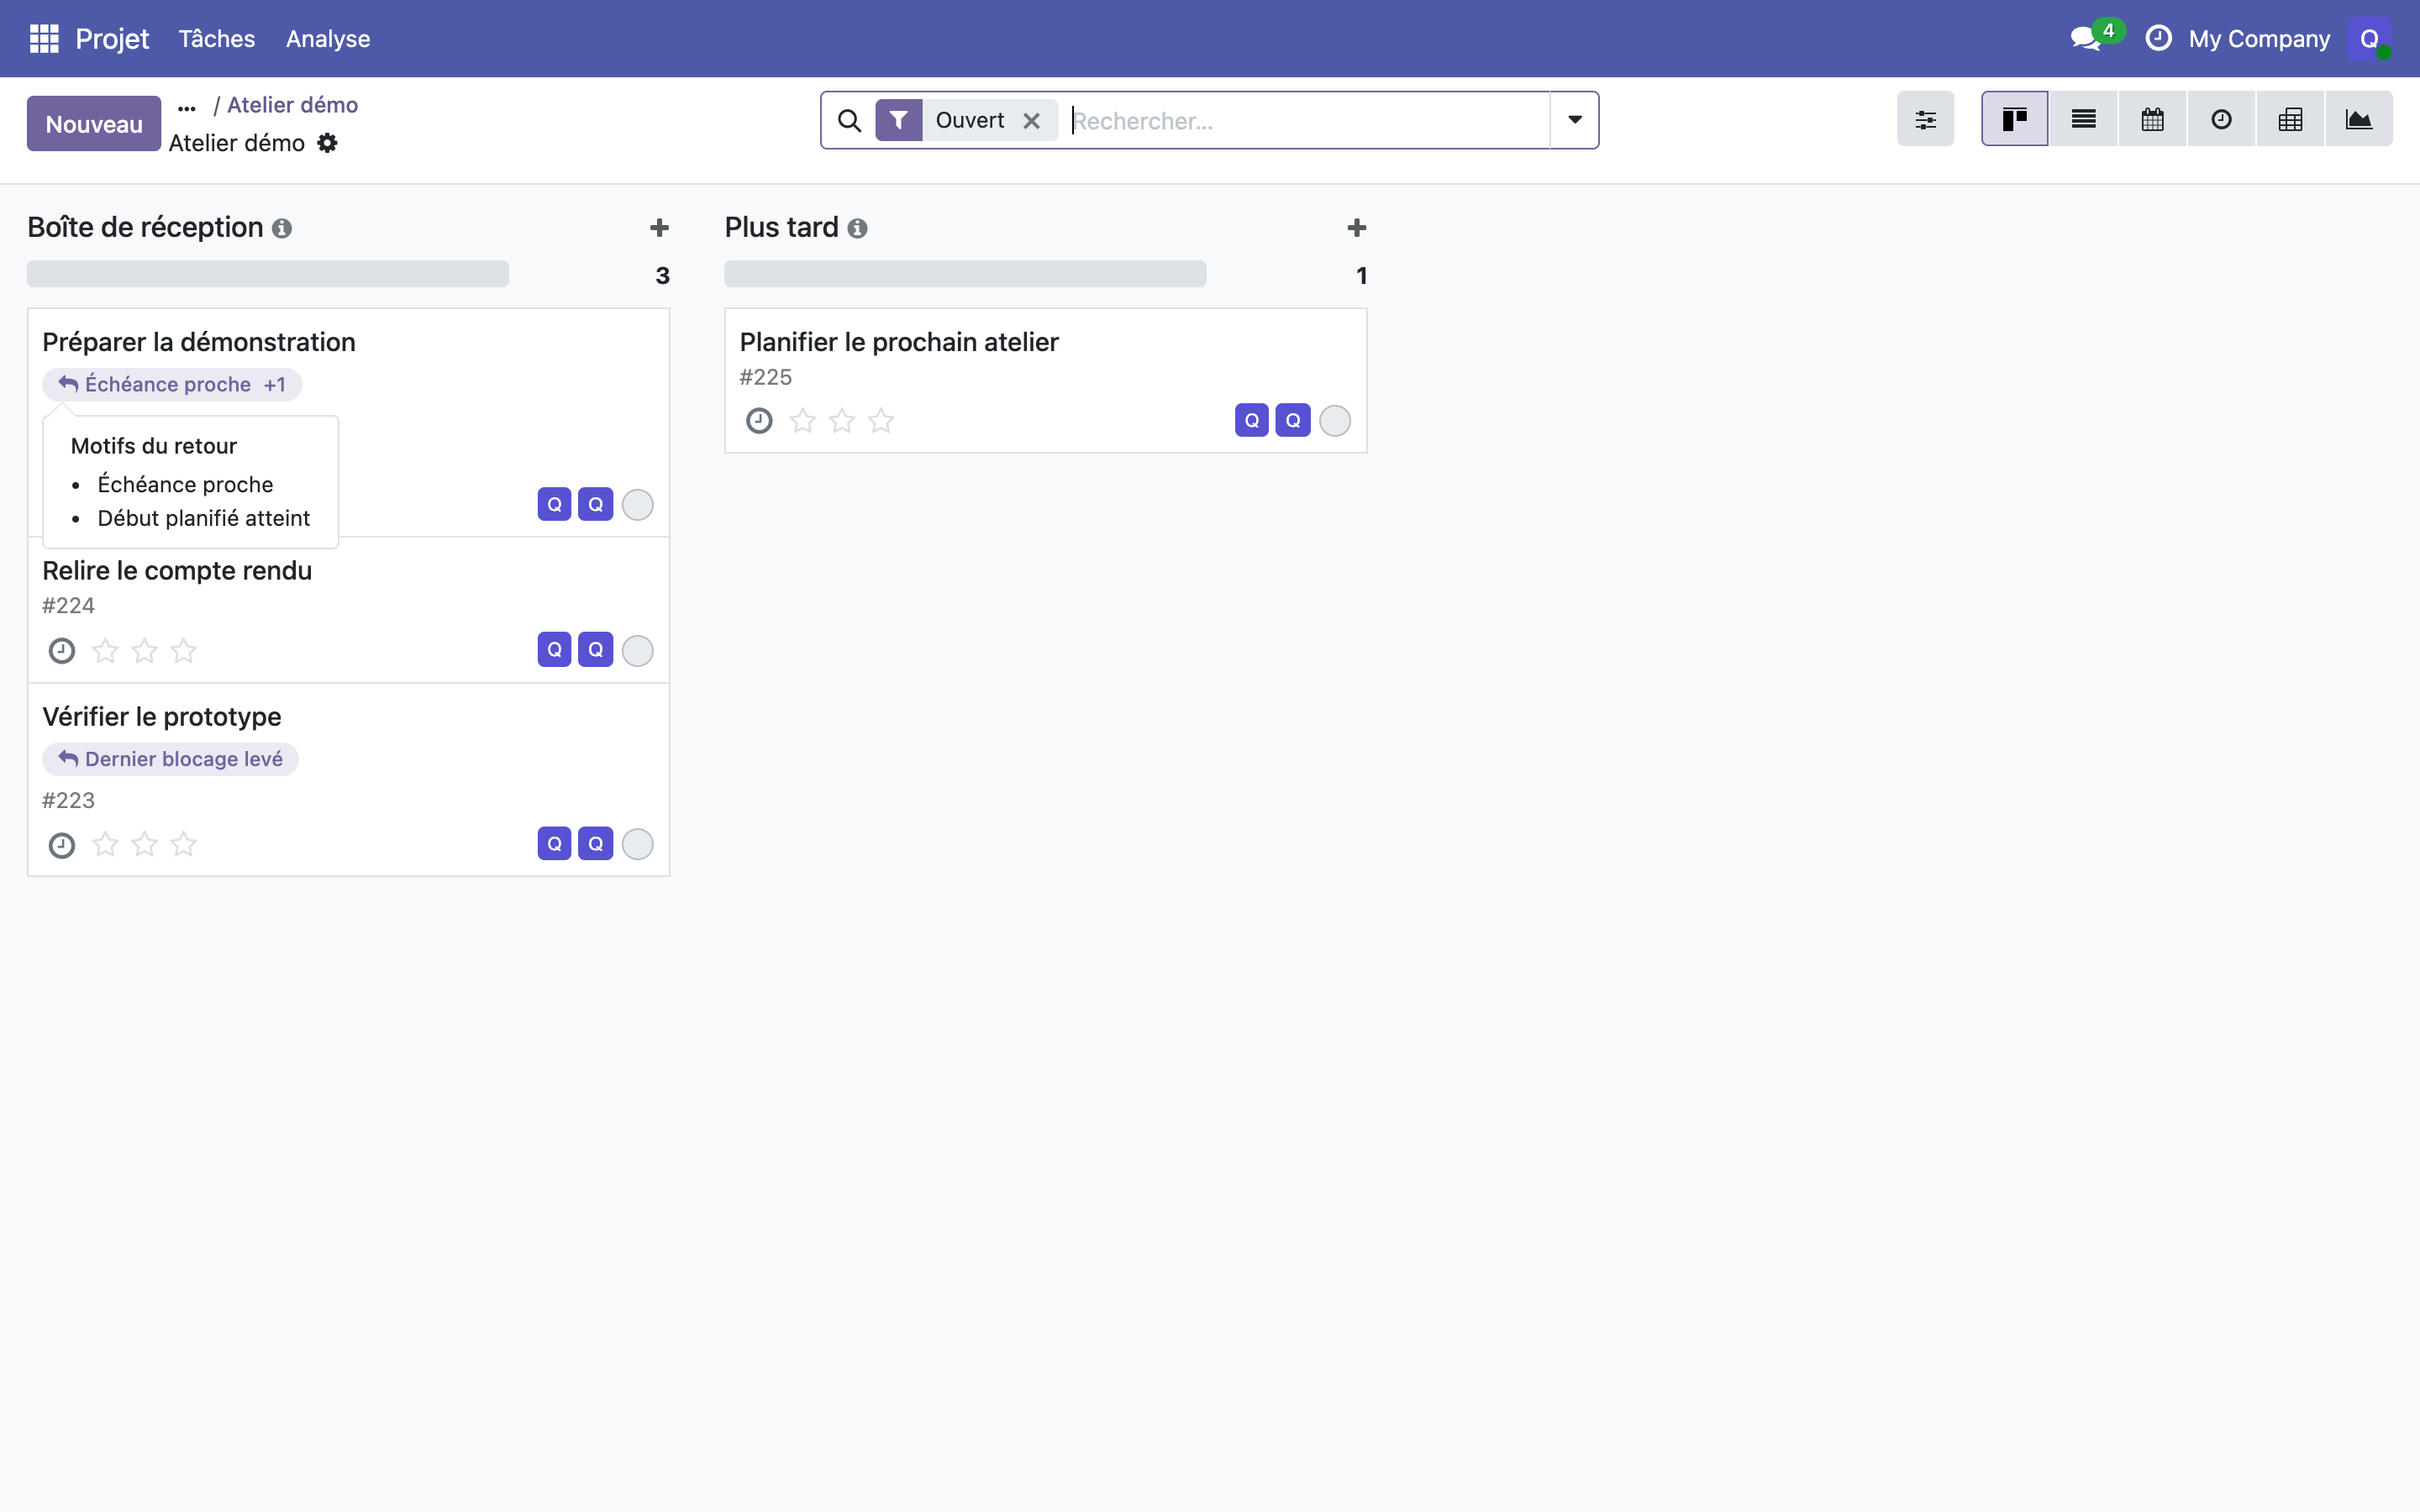 Projet Tâches Analyse 4 My Company Q
Nouveau ... / Atelier démo
Atelier démo
Ouvert Rechercher...
Boîte de réception
3
Préparer la démonstration
Échéance proche +1
Motifs du retour
• Échéance proche
• Début planifié atteint
Q Q
Relire le compte rendu
#224
Q Q
Vérifier le prototype
Dernier blocage levé
#223
Q Q
Plus tard
1
Planifier le prochain atelier
#225
Q Q